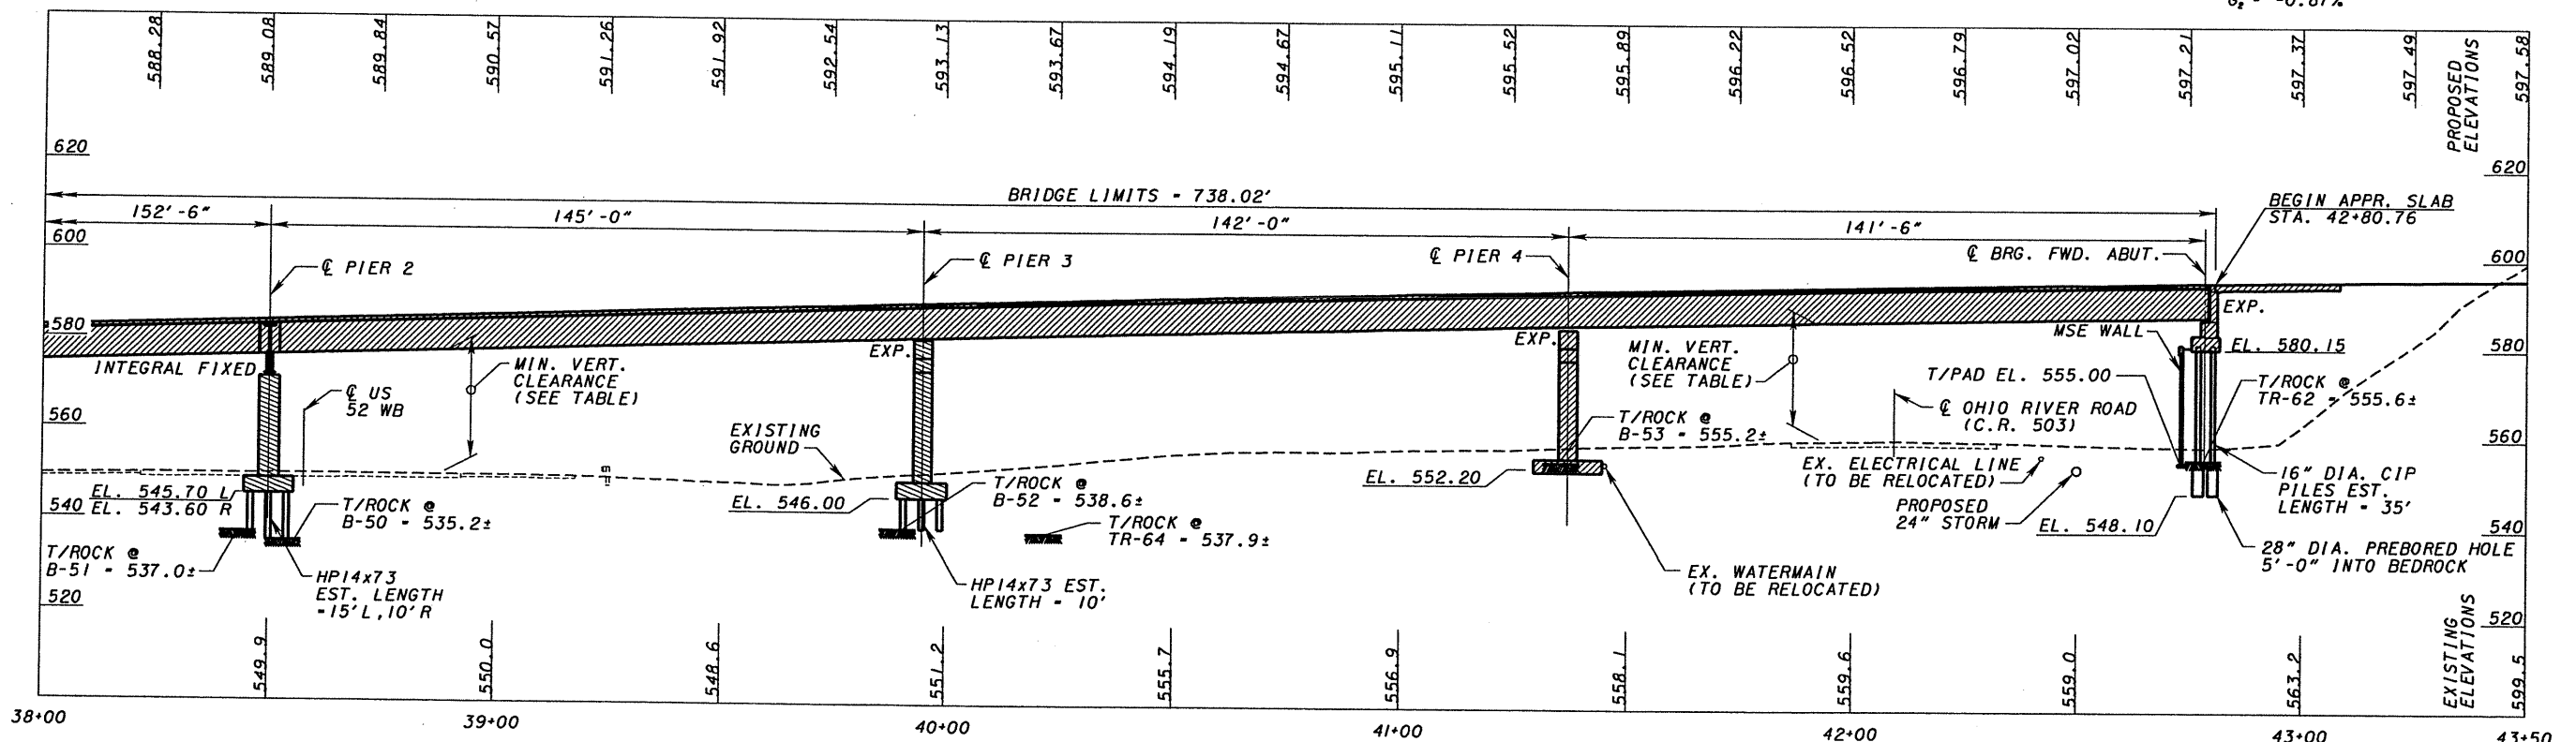 G₂ = -0.87%
588.28
589.08
589.84
590.57
591.26
591.92
592.54
593.13
593.67
594.19
594.67
595.11
595.52
595.89
596.22
596.52
596.79
597.02
597.21
597.37
597.49
597.58
PROPOSED
ELEVATIONS
620
620
BRIDGE LIMITS = 738.02'
BEGIN APPR. SLAB
STA. 42+80.76
152'-6"
145'-0"
142'-0"
141'-6"
600
600
℄ PIER 2
℄ PIER 3
℄ PIER 4
℄ BRG. FWD. ABUT.
580
580
INTEGRAL FIXED
EXP.
EXP.
EXP.
MIN. VERT.
CLEARANCE
(SEE TABLE)
MIN. VERT.
CLEARANCE
(SEE TABLE)
MSE WALL
EL. 580.15
T/PAD EL. 555.00
T/ROCK @
TR-62 = 555.6±
℄ US
52 WB
560
560
EXISTING
GROUND
T/ROCK @
B-53 = 555.2±
℄ OHIO RIVER ROAD
(C.R. 503)
EL. 545.70 L
EL. 543.60 R
540
540
T/ROCK @
B-50 = 535.2±
EL. 546.00
T/ROCK @
B-52 = 538.6±
EL. 552.20
EX. ELECTRICAL LINE
(TO BE RELOCATED)
PROPOSED
24" STORM
EL. 548.10
16" DIA. CIP
PILES EST.
LENGTH = 35'
T/ROCK @
B-51 = 537.0±
T/ROCK @
TR-64 = 537.9±
28" DIA. PREBORED HOLE
5'-0" INTO BEDROCK
HP14x73
EST. LENGTH
=15'L,10'R
HP14x73 EST.
LENGTH = 10'
EX. WATERMAIN
(TO BE RELOCATED)
520
520
549.9
550.0
548.6
551.2
555.7
556.9
558.1
559.6
559.0
563.2
599.5
EXISTING
ELEVATIONS
38+00
39+00
40+00
41+00
42+00
43+00
43+50